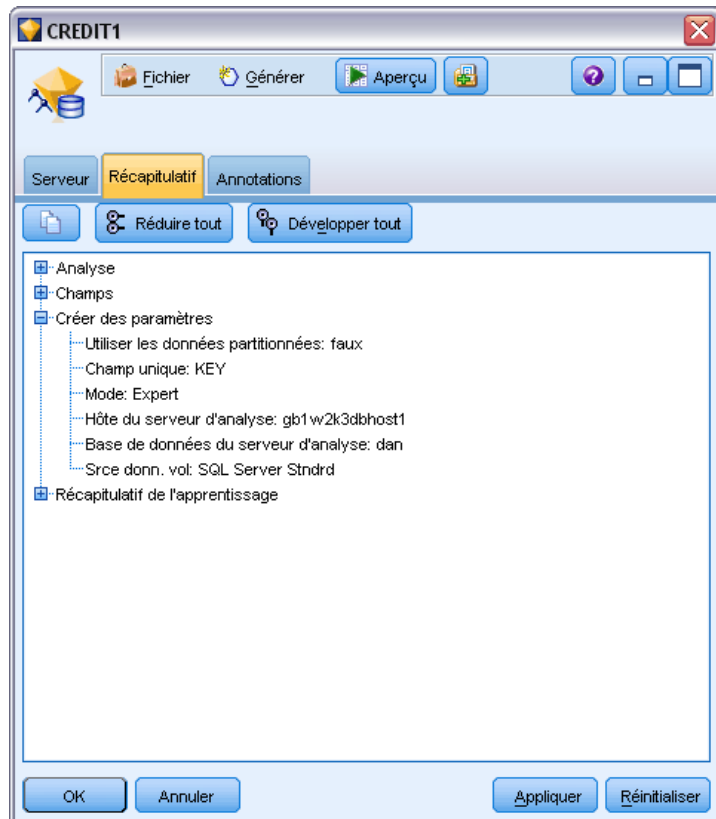 CREDIT1
Fichier Générer Aperçu
Serveur Récapitulatif Annotations
Réduire tout Développer tout
Analyse
Champs
Créer des paramètres
Utiliser les données partitionnées: faux
Champ unique: KEY
Mode: Expert
Hôte du serveur d'analyse: gb1w2k3dbhost1
Base de données du serveur d'analyse: dan
Srce donn. vol: SQL Server Stndrd
Récapitulatif de l'apprentissage
OK Annuler Appliquer Réinitialiser